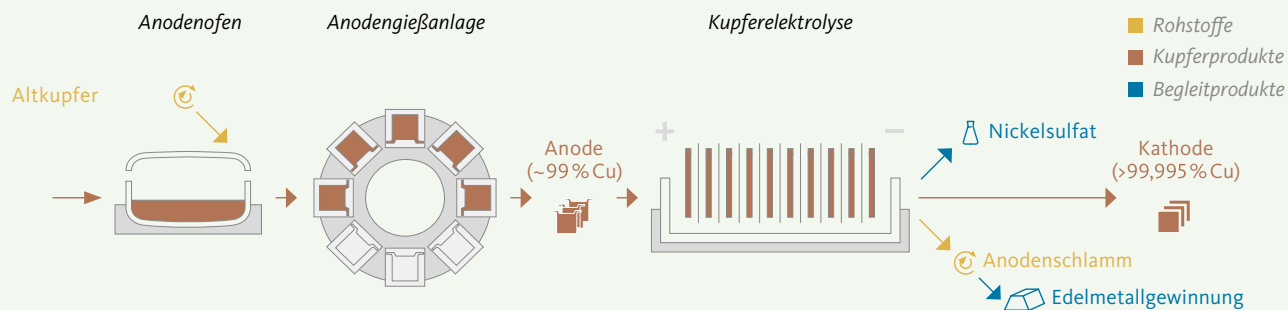 Anodenofen
Anodengießanlage
Kupferelektrolyse
Rohstoffe
Kupferprodukte
Begleitprodukte
Altkupfer
+
–
Anode
(~99 % Cu)
Nickelsulfat
Kathode
(>99,995 % Cu)
Anodenschlamm
Edelmetallgewinnung